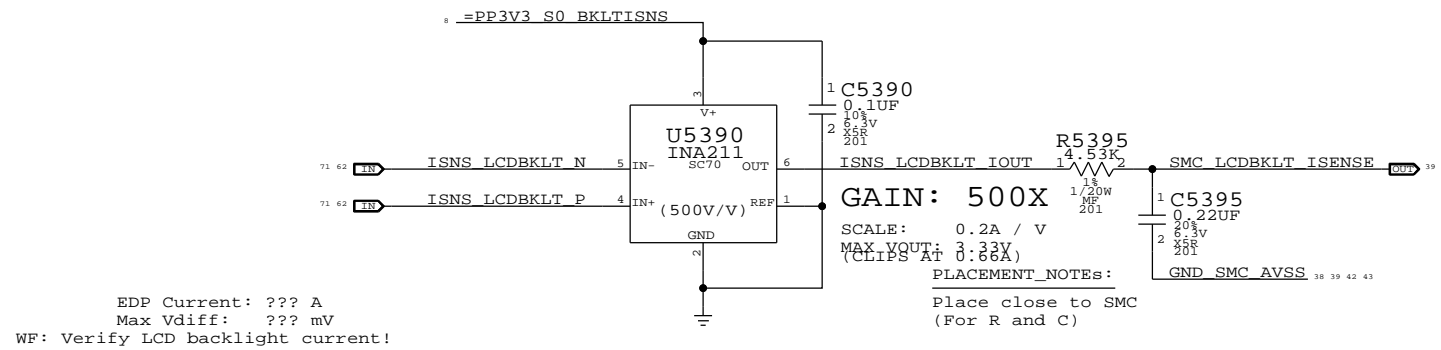 8 =PP3V3_S0_BKLTISNS
1 C5390
0.1UF
10%
6.3V
2 X5R
201
3
V+
U5390
INA211
SC70
71 62 IN ISNS_LCDBKLT_N 5 IN- OUT 6 ISNS_LCDBKLT_IOUT
R5395
4.53K
1 2
1%
1/20W
MF
201
SMC_LCDBKLT_ISENSE OUT 39
71 62 IN ISNS_LCDBKLT_P 4 IN+ (500V/V) REF 1
GND
2
GAIN: 500X
SCALE: 0.2A / V
MAX VOUT: 3.33V
(CLIPS AT 0.66A)
1 C5395
0.22UF
20%
6.3V
2 X5R
201
GND_SMC_AVSS 38 39 42 43
PLACEMENT_NOTEs:
Place close to SMC
(For R and C)
EDP Current: ??? A
Max Vdiff: ??? mV
WF: Verify LCD backlight current!